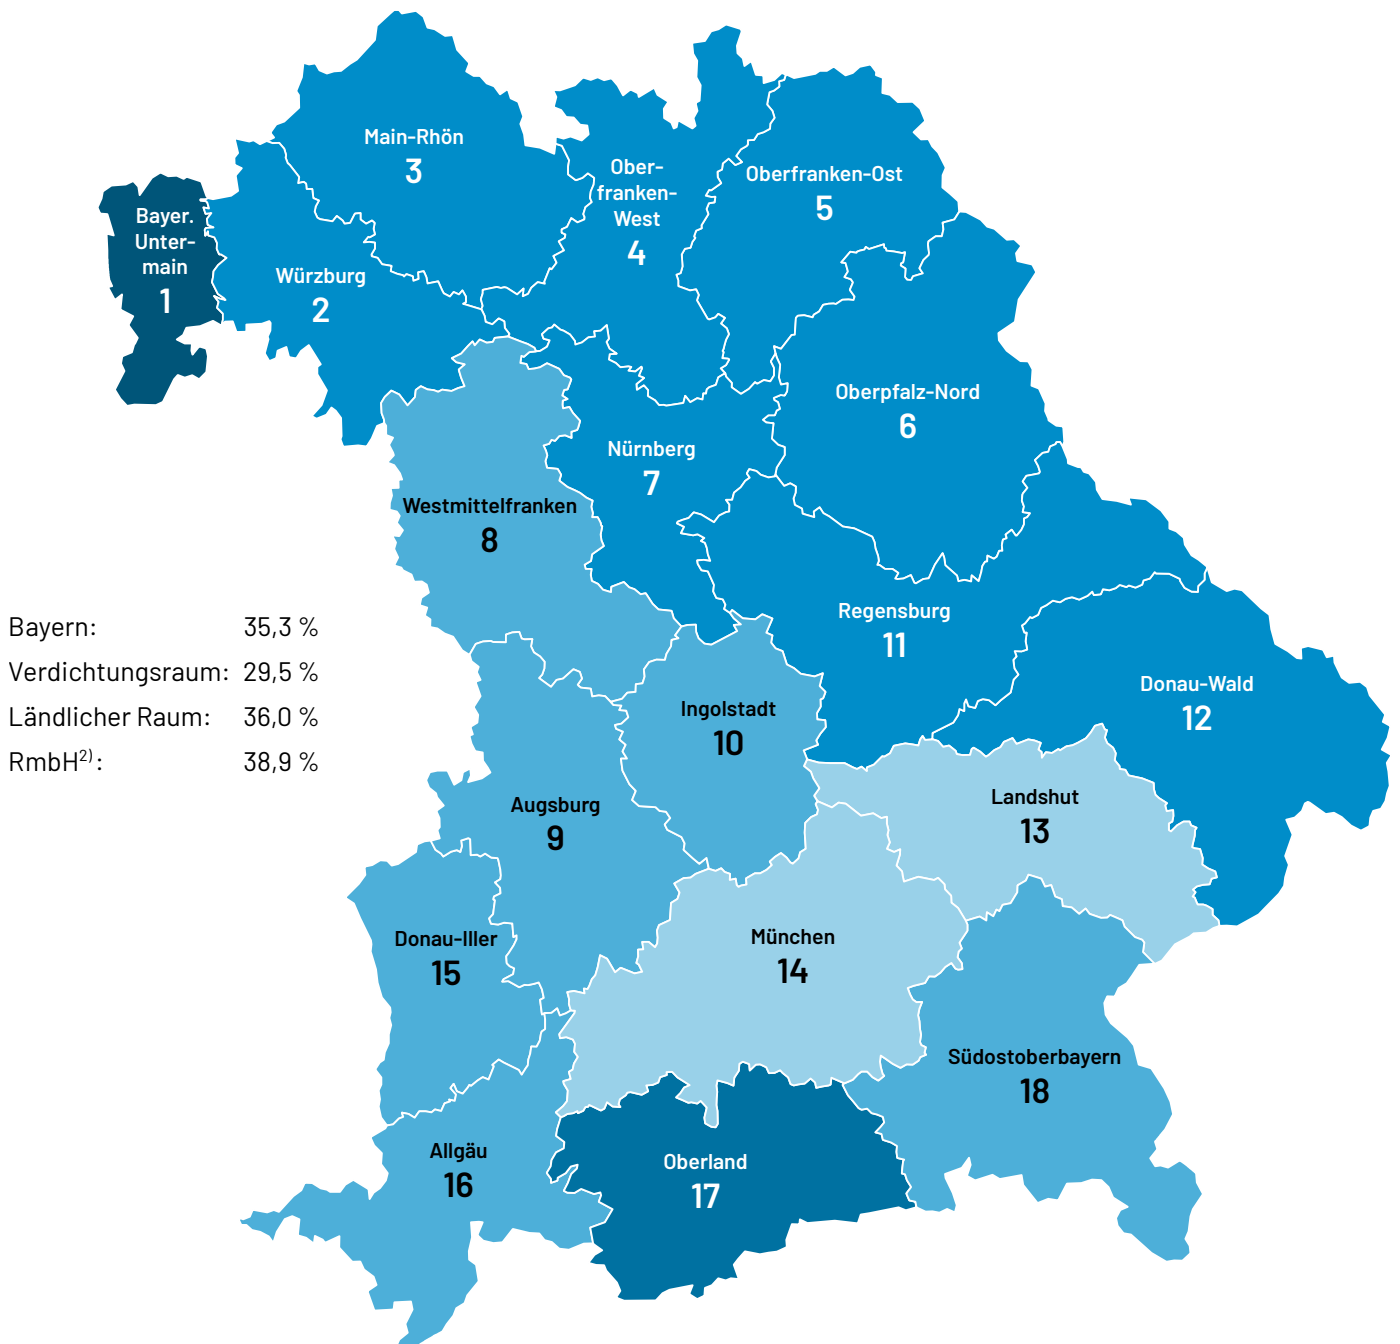 Main-Rhön
3
Ober-
franken-
West
4
Oberfranken-Ost
5
Bayer.
Unter-
main
1
Würzburg
2
Oberpfalz-Nord
6
Nürnberg
7
Westmittelfranken
8
Regensburg
11
Bayern: 35,3 %
Verdichtungsraum: 29,5 %
Ländlicher Raum: 36,0 %
RmbH2): 38,9 %
Donau-Wald
12
Ingolstadt
10
Augsburg
9
Landshut
13
Donau-Iller
15
München
14
Südostoberbayern
18
Allgäu
16
Oberland
17